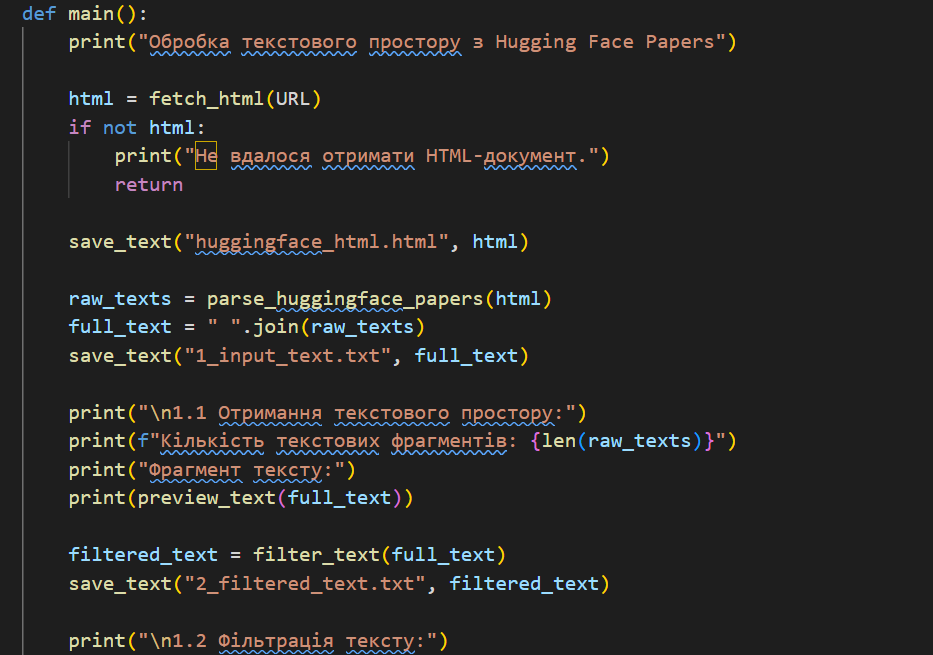 def main():
    print("Обробка текстового простору з Hugging Face Papers")
    html = fetch_html(URL)
    if not html:
        print("Не вдалося отримати HTML-документ.")
        return
    save_text("huggingface_html.html", html)
    raw_texts = parse_huggingface_papers(html)
    full_text = " ".join(raw_texts)
    save_text("1_input_text.txt", full_text)
    print("\n1.1 Отримання текстового простору:")
    print(f"Кількість текстових фрагментів: {len(raw_texts)}")
    print("Фрагмент тексту:")
    print(preview_text(full_text))
    filtered_text = filter_text(full_text)
    save_text("2_filtered_text.txt", filtered_text)
    print("\n1.2 Фільтрація тексту:")